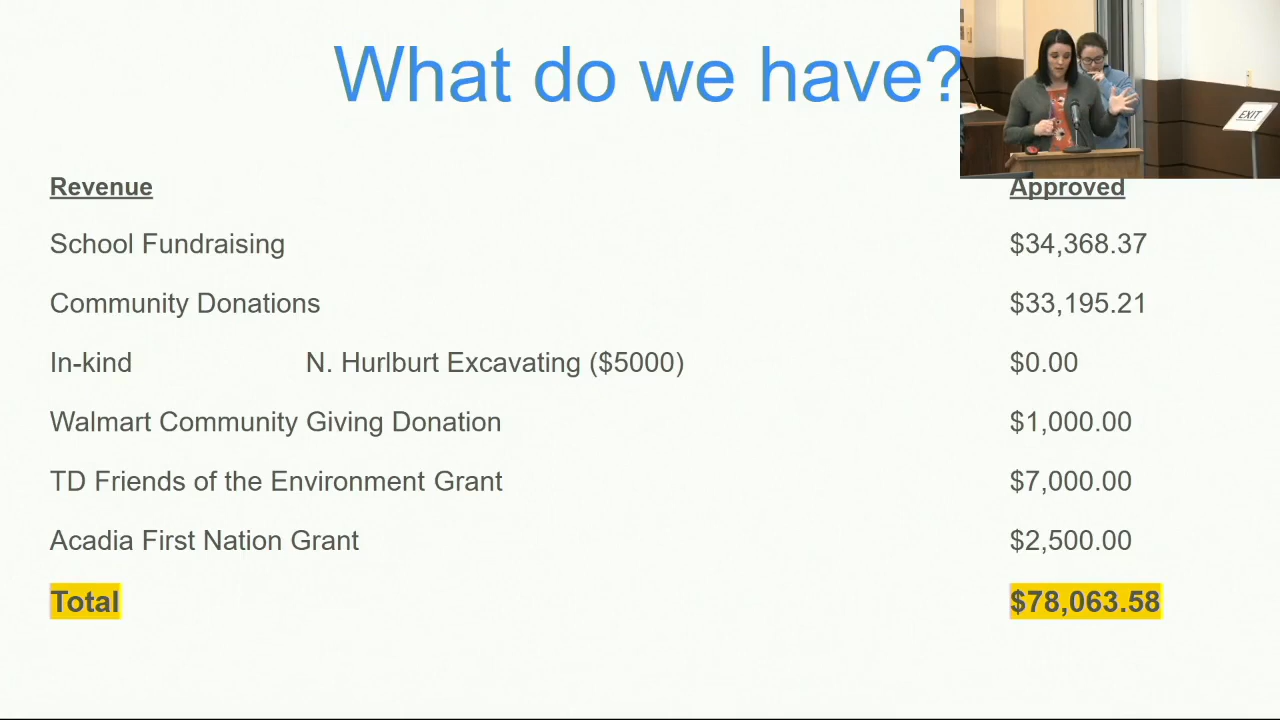 What do we have?
EXIT
Revenue Approved
School Fundraising $34,368.37
Community Donations $33,195.21
In-kind N. Hurlburt Excavating ($5000) $0.00
Walmart Community Giving Donation $1,000.00
TD Friends of the Environment Grant $7,000.00
Acadia First Nation Grant $2,500.00
Total $78,063.58